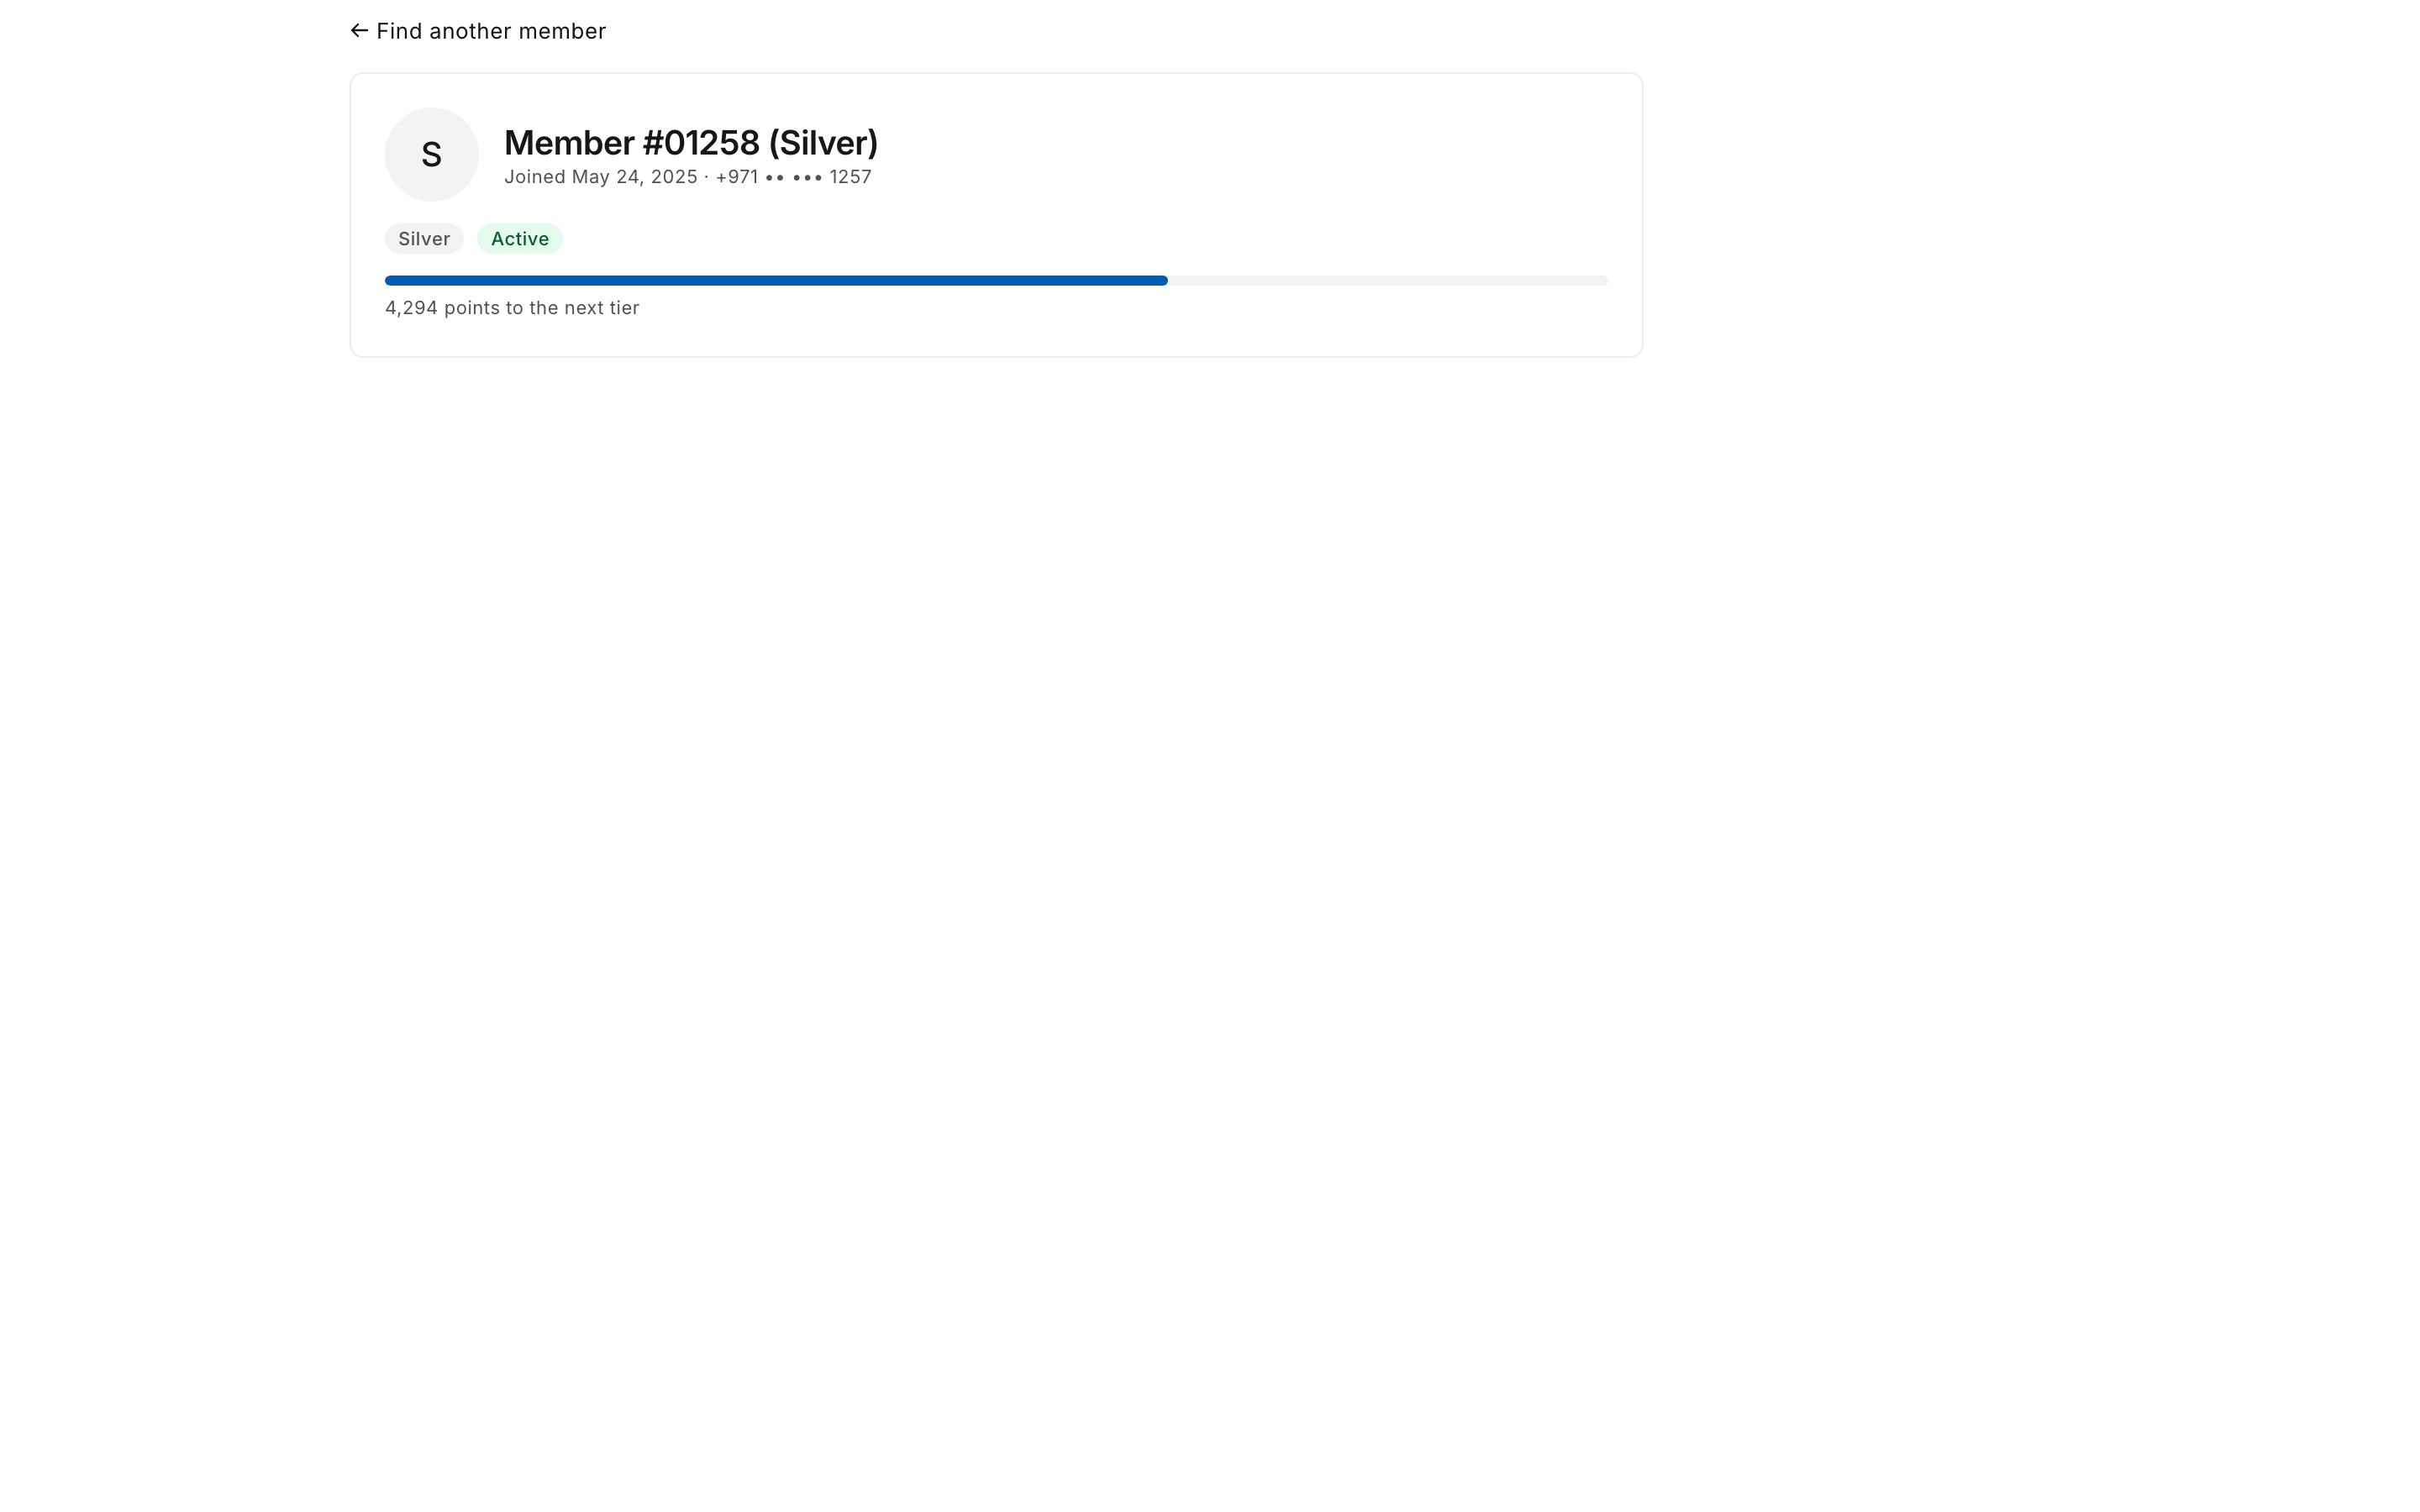 ← Find another member
S
Member #01258 (Silver)
Joined May 24, 2025 · +971 •• ••• 1257
Silver Active
4,294 points to the next tier